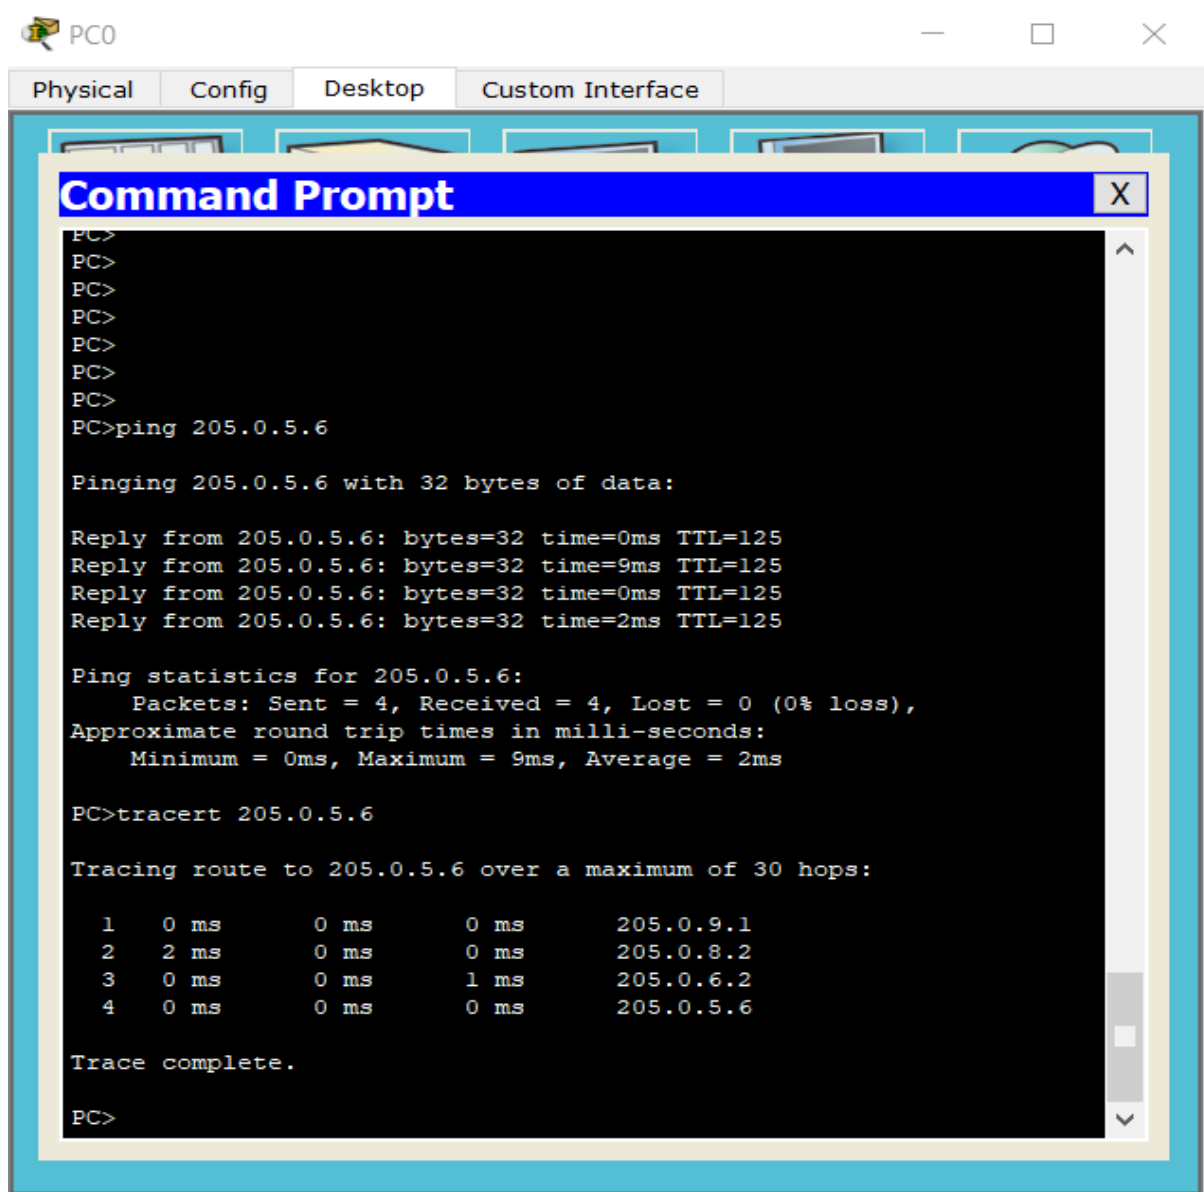 PC0
Physical Config Desktop Custom Interface
Command Prompt X
PC>
PC>
PC>
PC>
PC>
PC>
PC>
PC>ping 205.0.5.6
Pinging 205.0.5.6 with 32 bytes of data:
Reply from 205.0.5.6: bytes=32 time=0ms TTL=125
Reply from 205.0.5.6: bytes=32 time=9ms TTL=125
Reply from 205.0.5.6: bytes=32 time=0ms TTL=125
Reply from 205.0.5.6: bytes=32 time=2ms TTL=125
Ping statistics for 205.0.5.6:
Packets: Sent = 4, Received = 4, Lost = 0 (0% loss),
Approximate round trip times in milli-seconds:
Minimum = 0ms, Maximum = 9ms, Average = 2ms
PC>tracert 205.0.5.6
Tracing route to 205.0.5.6 over a maximum of 30 hops:
1 0 ms 0 ms 0 ms 205.0.9.1
2 2 ms 0 ms 0 ms 205.0.8.2
3 0 ms 0 ms 1 ms 205.0.6.2
4 0 ms 0 ms 0 ms 205.0.5.6
Trace complete.
PC>